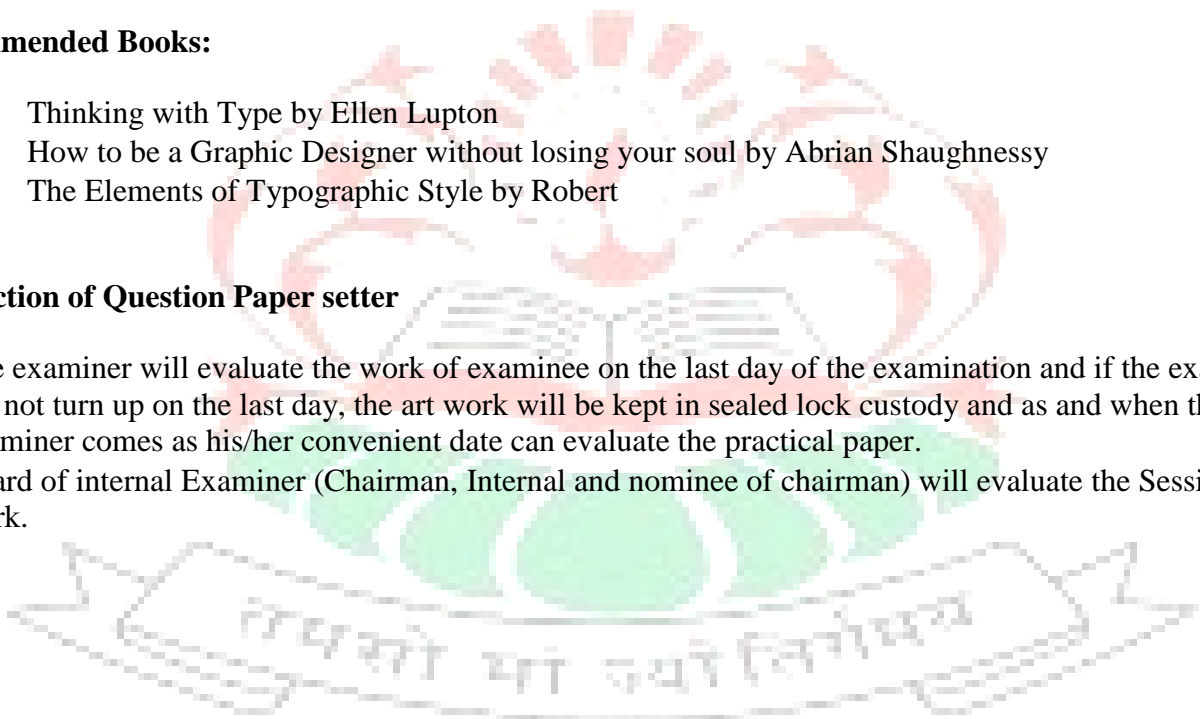 mmended Books:
Thinking with Type by Ellen Lupton
How to be a Graphic Designer without losing your soul by Abrian Shaughnessy
The Elements of Typographic Style by Robert
ction of Question Paper setter
e examiner will evaluate the work of examinee on the last day of the examination and if the exa
not turn up on the last day, the art work will be kept in sealed lock custody and as and when th
aminer comes as his/her convenient date can evaluate the practical paper.
ard of internal Examiner (Chairman, Internal and nominee of chairman) will evaluate the Sessi
rk.
तमसो मा ज्योतिर्गमय